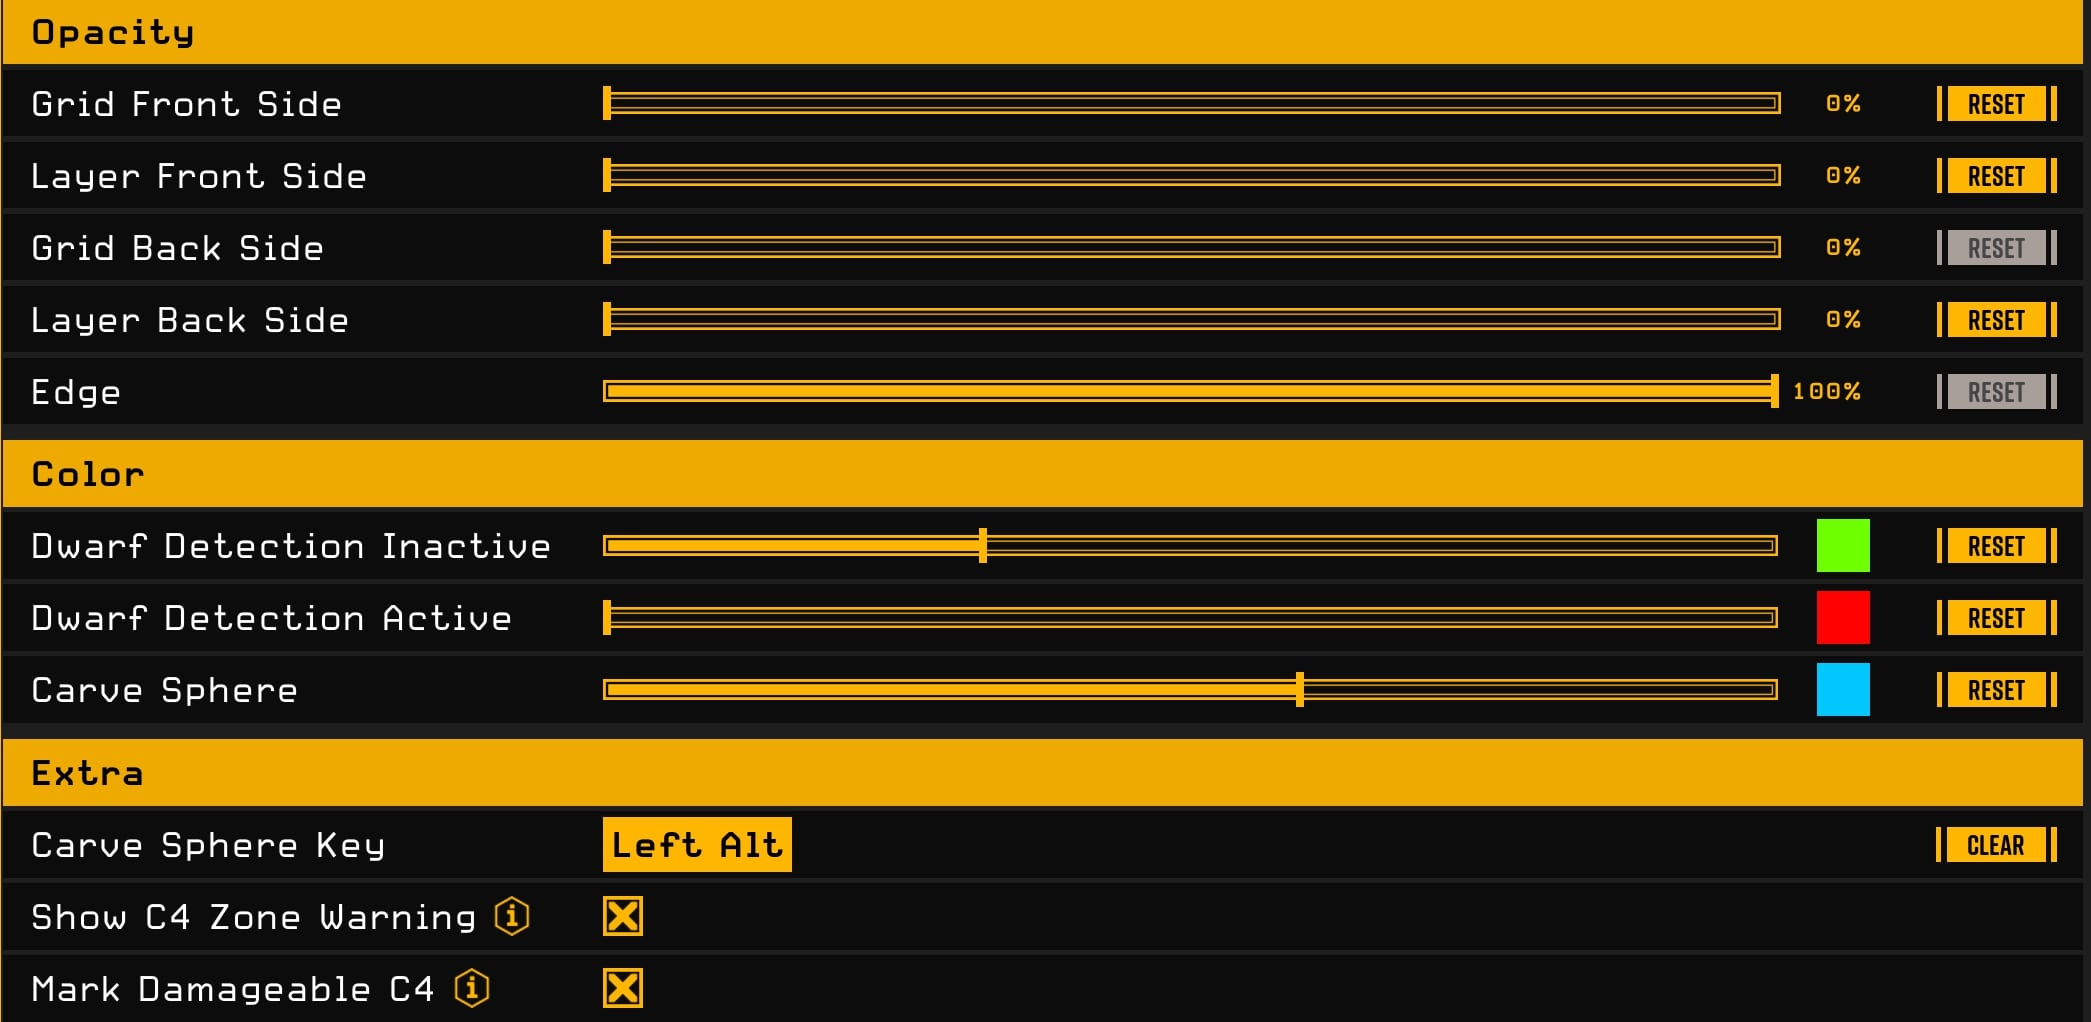 Opacity
Grid Front Side 0% RESET
Layer Front Side 0% RESET
Grid Back Side 0% RESET
Layer Back Side 0% RESET
Edge 100% RESET
Color
Dwarf Detection Inactive RESET
Dwarf Detection Active RESET
Carve Sphere RESET
Extra
Carve Sphere Key Left Alt CLEAR
Show C4 Zone Warning i
Mark Damageable C4 i